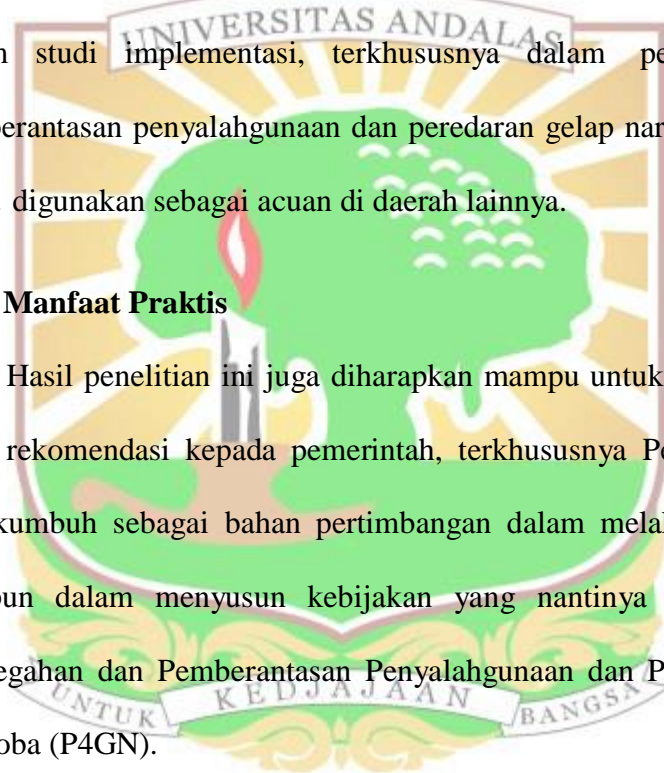 UNIVERSITAS ANDALAS
studi implementasi, terkhususnya dalam pe
berantasan penyalahgunaan dan peredaran gelap nar
digunakan sebagai acuan di daerah lainnya.
Manfaat Praktis
Hasil penelitian ini juga diharapkan mampu untuk
rekomendasi kepada pemerintah, terkhususnya Pe
kumbuh sebagai bahan pertimbangan dalam melal
pun dalam menyusun kebijakan yang nantinya
egahan dan Pemberantasan Penyalahgunaan dan P
UNTUK KEDJAJAAN BANGSA
oba (P4GN).